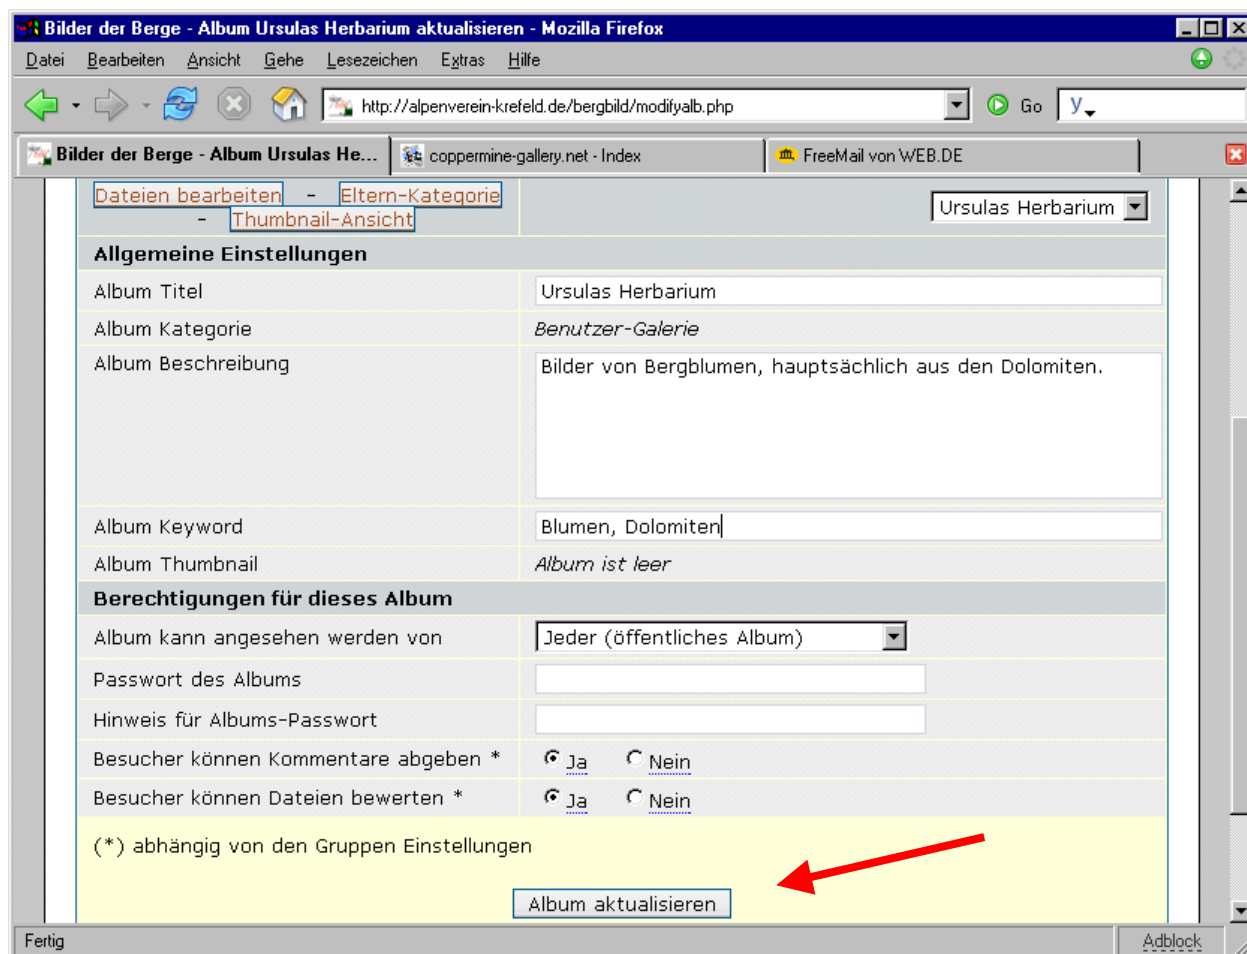 Bilder der Berge - Album Ursulas Herbarium aktualisieren - Mozilla Firefox
Datei Bearbeiten Ansicht Gehe Lesezeichen Extras Hilfe
http://alpenverein-krefeld.de/bergbild/modifyalb.php Go
Bilder der Berge - Album Ursulas He... coppermine-gallery.net - Index FreeMail von WEB.DE
Dateien bearbeiten - Eltern-Kategorie
- Thumbnail-Ansicht
Ursulas Herbarium
Allgemeine Einstellungen
Album Titel Ursulas Herbarium
Album Kategorie Benutzer-Galerie
Album Beschreibung Bilder von Bergblumen, hauptsächlich aus den Dolomiten.
Album Keyword Blumen, Dolomiten
Album Thumbnail Album ist leer
Berechtigungen für dieses Album
Album kann angesehen werden von Jeder (öffentliches Album)
Passwort des Albums
Hinweis für Albums-Passwort
Besucher können Kommentare abgeben * Ja Nein
Besucher können Dateien bewerten * Ja Nein
(*) abhängig von den Gruppen Einstellungen
Album aktualisieren
Fertig Adblock